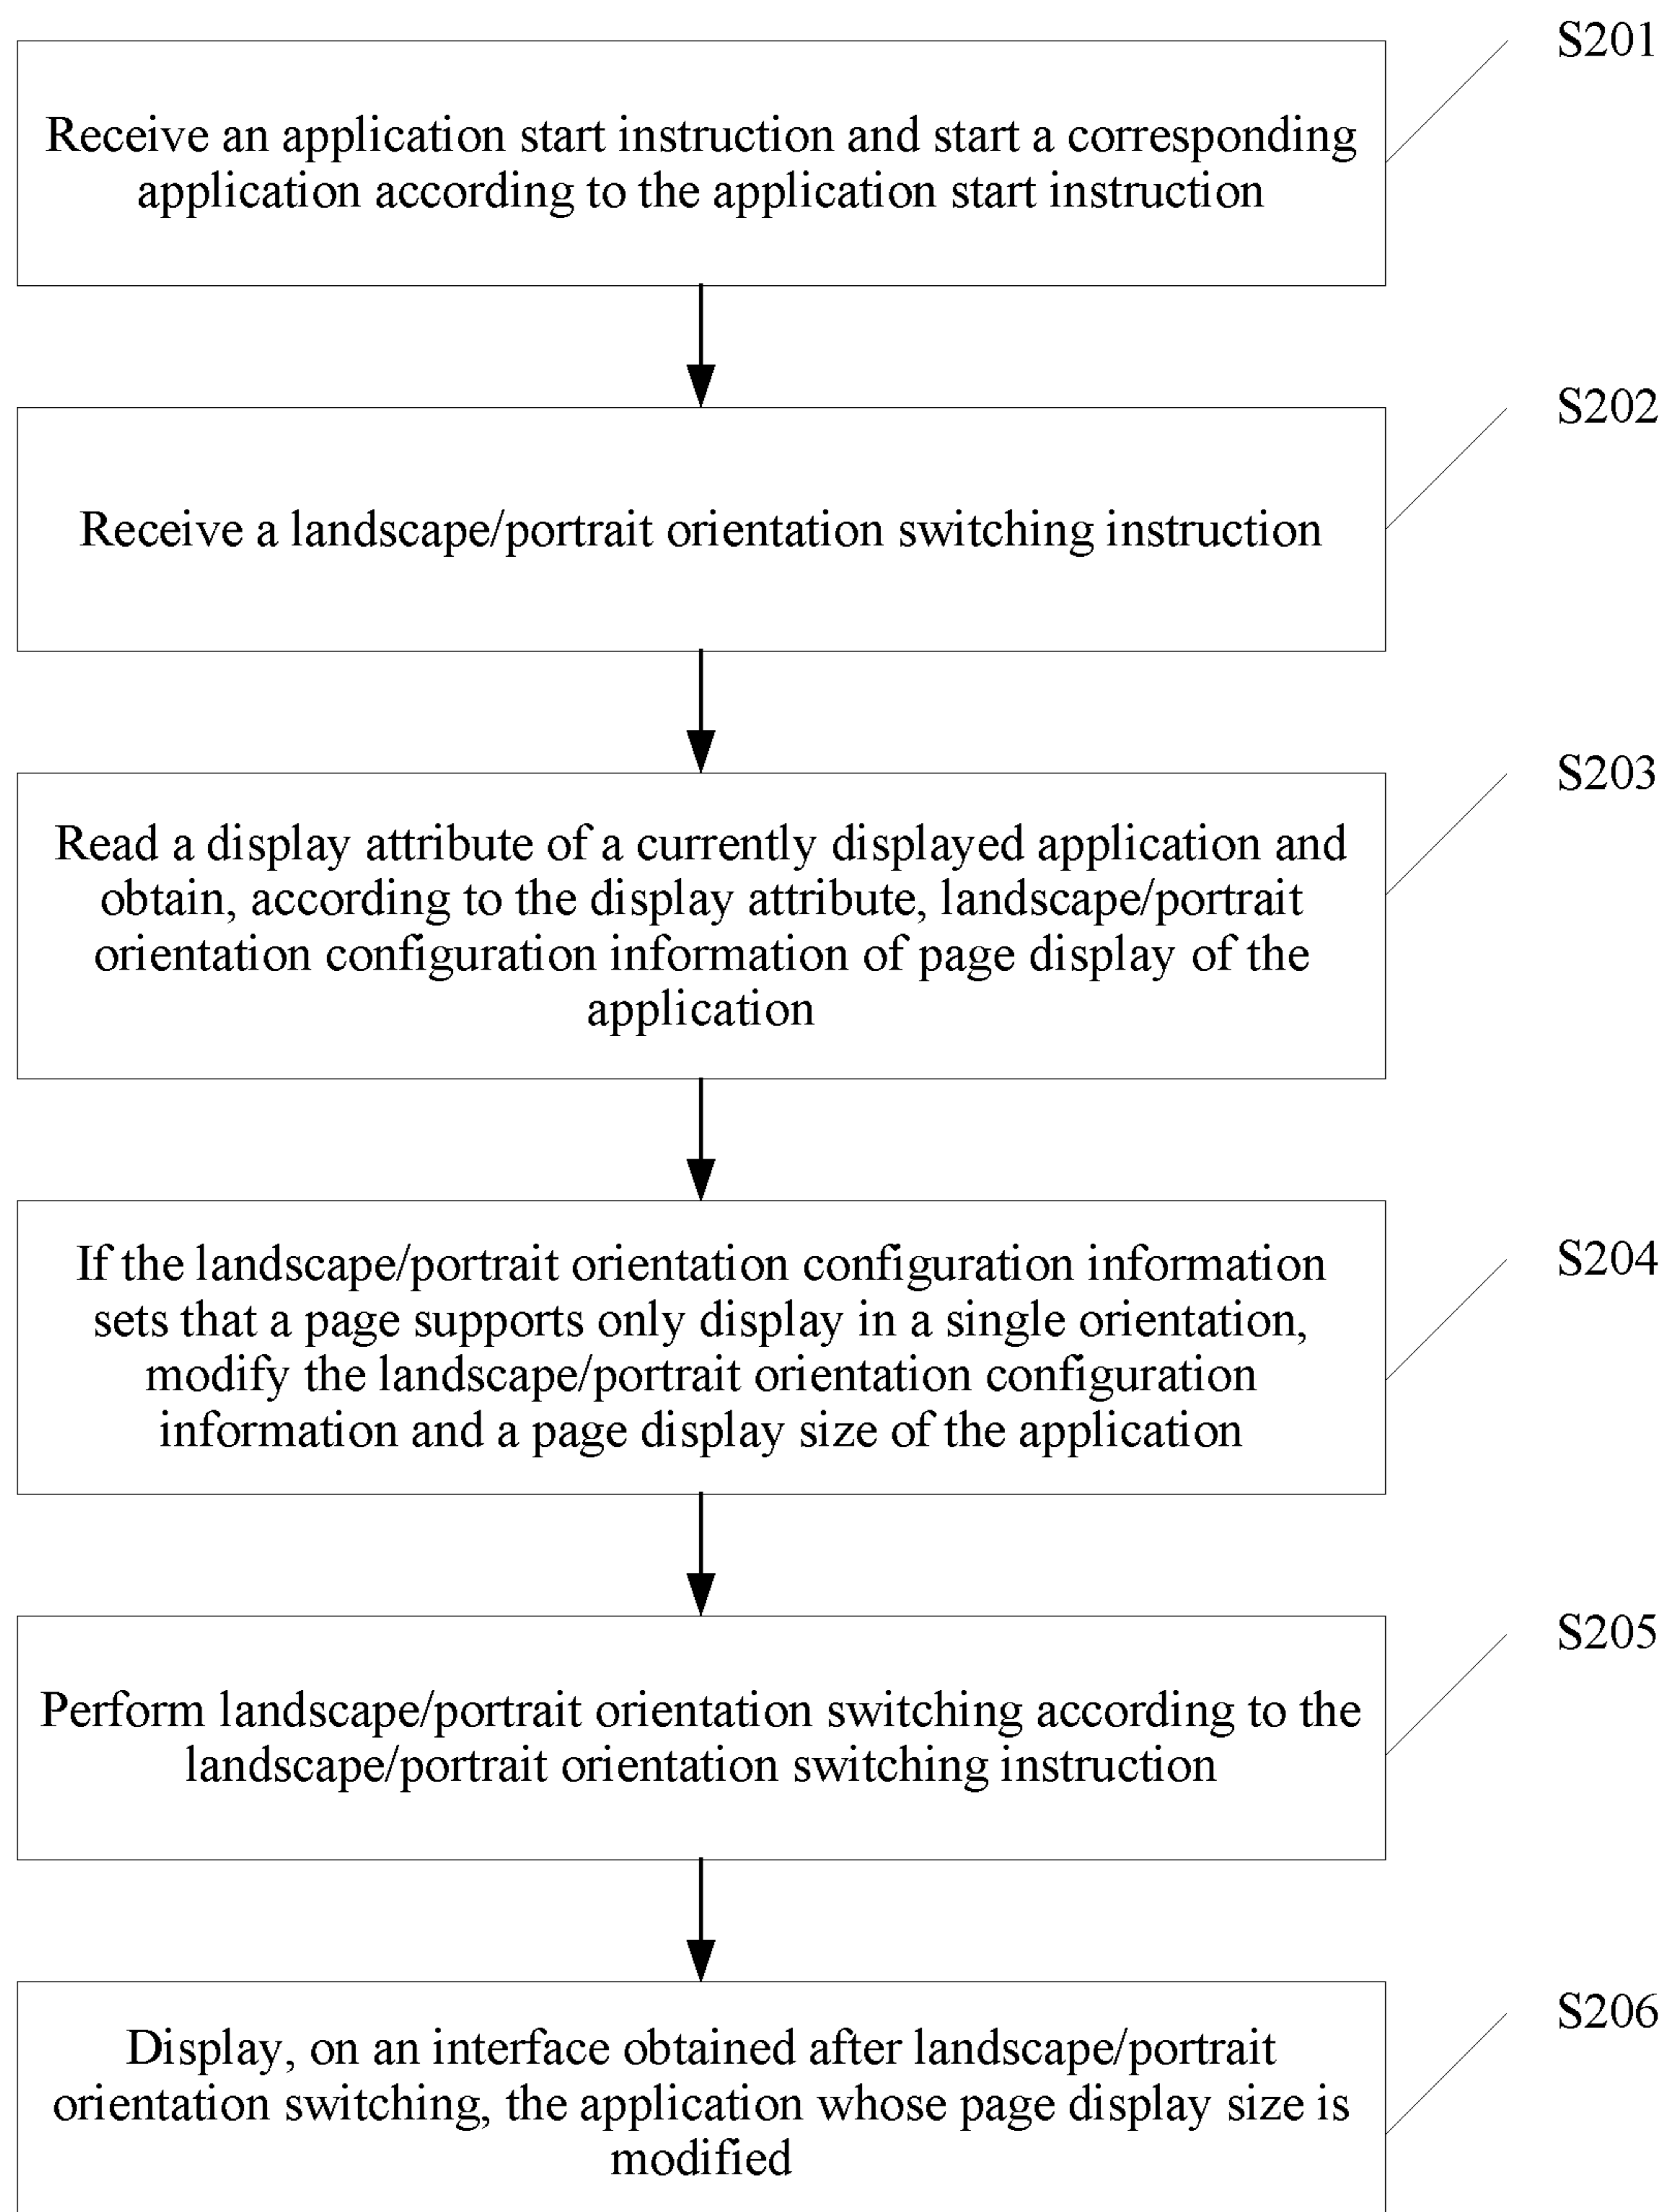 S201
Receive an application start instruction and start a corresponding
application according to the application start instruction
S202
Receive a landscape/portrait orientation switching instruction
S203
Read a display attribute of a currently displayed application and
obtain, according to the display attribute, landscape/portrait
orientation configuration information of page display of the
application
S204
If the landscape/portrait orientation configuration information
sets that a page supports only display in a single orientation,
modify the landscape/portrait orientation configuration
information and a page display size of the application
S205
Perform landscape/portrait orientation switching according to the
landscape/portrait orientation switching instruction
S206
Display, on an interface obtained after landscape/portrait
orientation switching, the application whose page display size is
modified